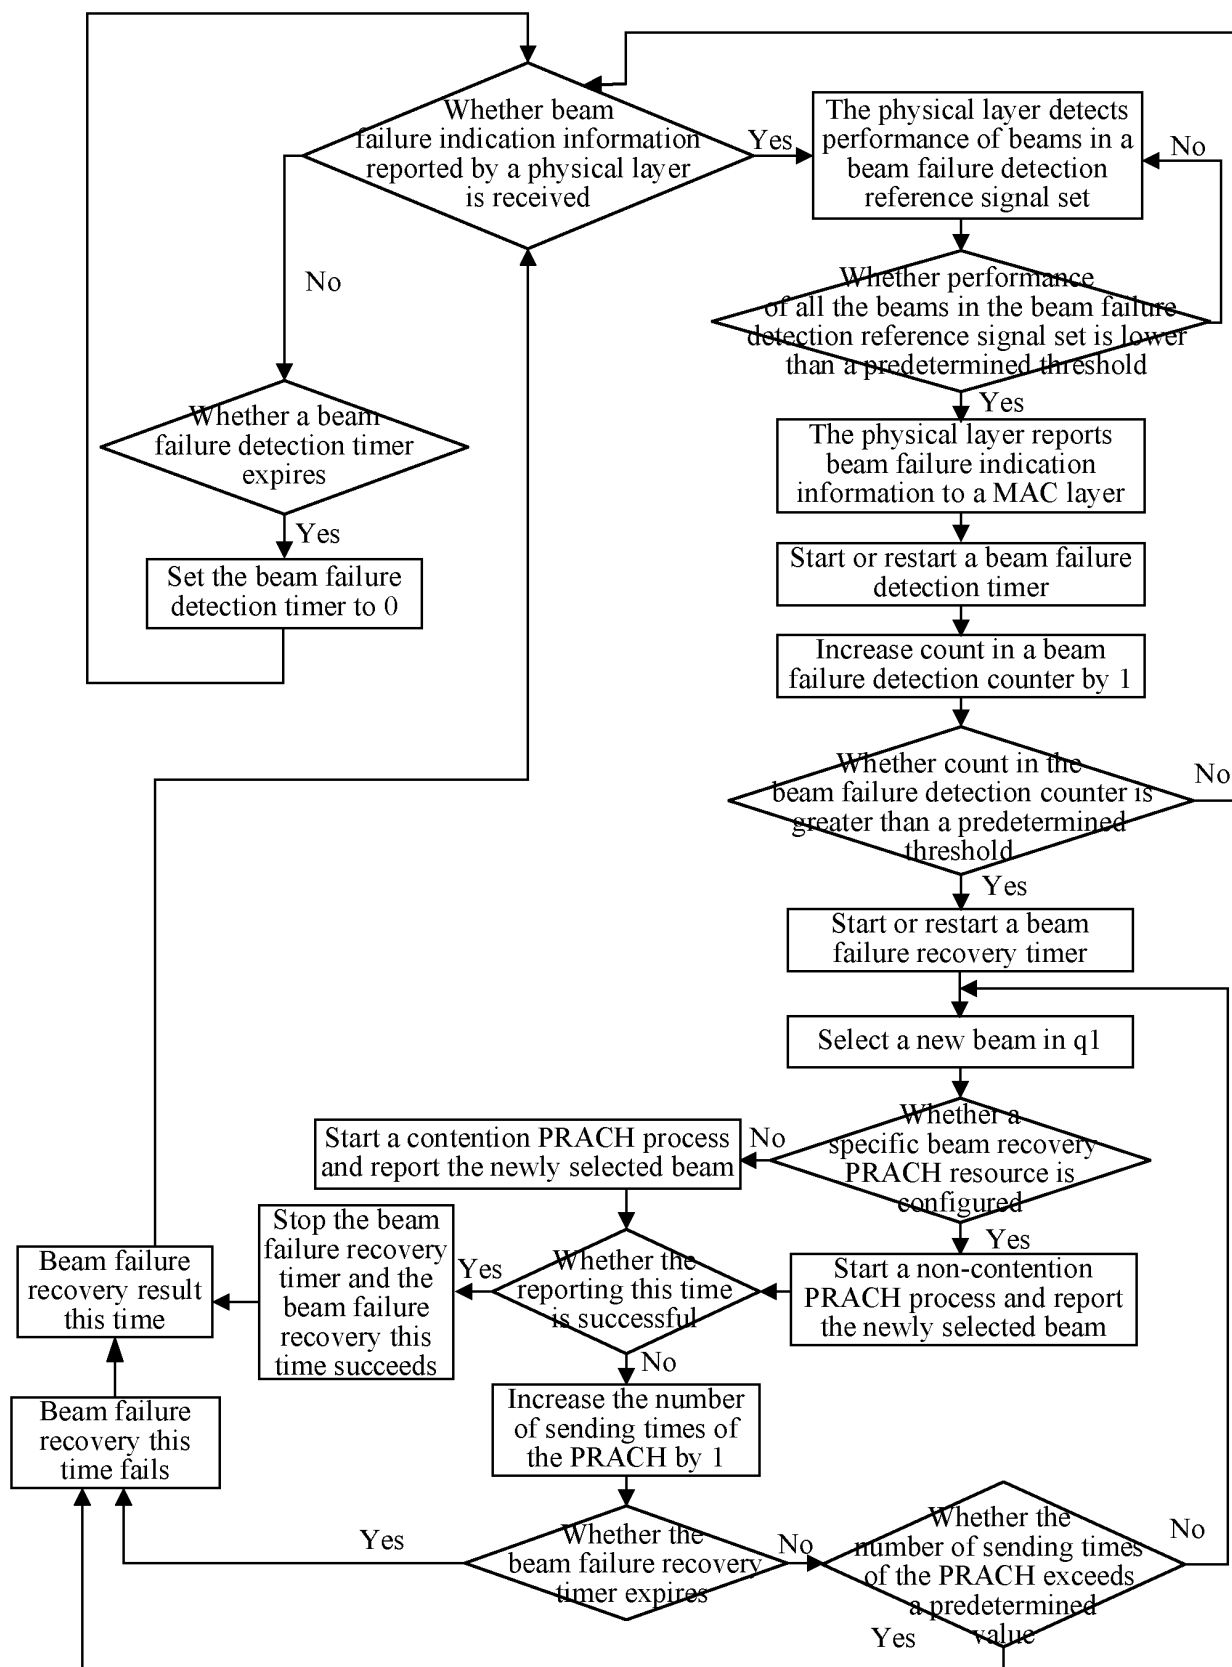 Whether beam
failure indication information
reported by a physical layer
is received
Yes
The physical layer detects
performance of beams in a
beam failure detection
reference signal set
No
No
Whether performance
of all the beams in the beam failure
detection reference signal set is lower
than a predetermined threshold
Yes
Whether a beam
failure detection timer
expires
Yes
Set the beam failure
detection timer to 0
The physical layer reports
beam failure indication
information to a MAC layer
Start or restart a beam failure
detection timer
Increase count in a beam
failure detection counter by 1
Whether count in the
beam failure detection counter is
greater than a predetermined
threshold
No
Yes
Start or restart a beam
failure recovery timer
Select a new beam in q1
Whether a
specific beam recovery
PRACH resource is
configured
No
Yes
Start a contention PRACH process
and report the newly selected beam
Start a non-contention
PRACH process and report
the newly selected beam
Whether the
reporting this time
is successful
Yes
No
Stop the beam
failure recovery
timer and the
beam failure
recovery this
time succeeds
Beam failure
recovery result
this time
Beam failure
recovery this
time fails
Increase the number
of sending times of
the PRACH by 1
Whether the
beam failure recovery
timer expires
Yes
No
Whether the
number of sending times
of the PRACH exceeds
a predetermined
value
No
Yes